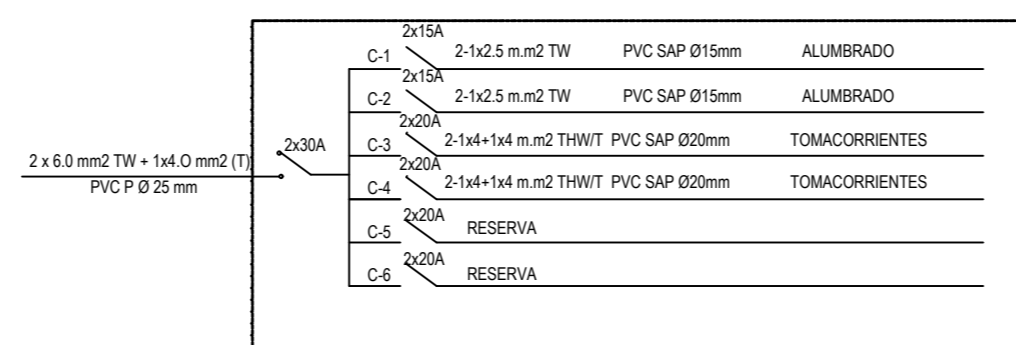 2x15A
C-1 2-1x2.5 m.m2 TW PVC SAP Ø15mm ALUMBRADO
2x15A
C-2 2-1x2.5 m.m2 TW PVC SAP Ø15mm ALUMBRADO
2x20A
C-3 2-1x4+1x4 m.m2 THW/T PVC SAP Ø20mm TOMACORRIENTES
2x30A
2 x 6.0 mm2 TW + 1x4.O mm2 (T)
PVC P Ø 25 mm
2x20A
C-4 2-1x4+1x4 m.m2 THW/T PVC SAP Ø20mm TOMACORRIENTES
2x20A
C-5 RESERVA
2x20A
C-6 RESERVA